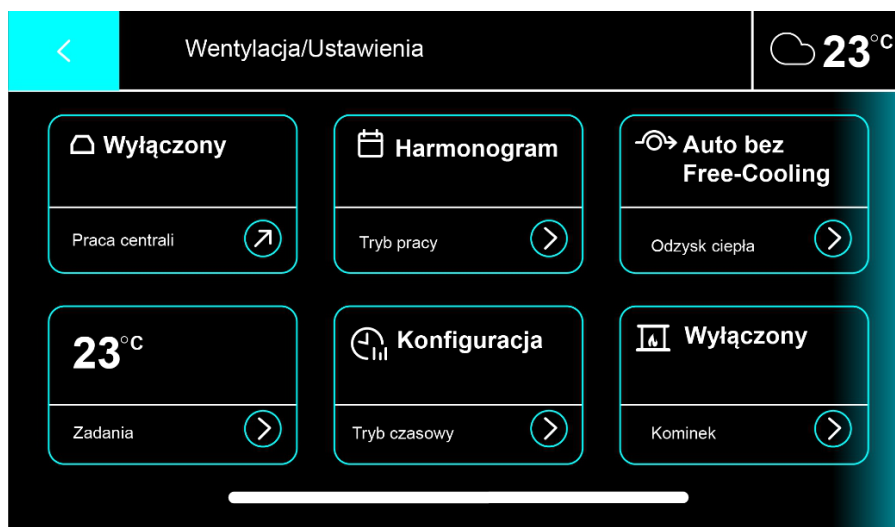 Wentylacja/Ustawienia
23°C
Wyłączony
Praca centrali
Harmonogram
Tryb pracy
Auto bez
Free-Cooling
Odzysk ciepła
23°C
Zadania
Konfiguracja
Tryb czasowy
Wyłączony
Kominek